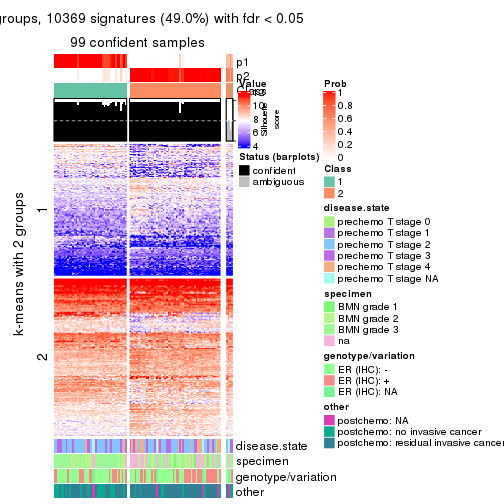 groups, 10369 signatures (49.0%) with fdr < 0.05
99 confident samples
p1
p2
Class
Silhouette
score
k-means with 2 groups
1
2
disease.state
specimen
genotype/variation
other
Value
12
10
6
4
Status (barplots)
confident
ambiguous
Prob
1
0.8
0.6
0.4
0.2
0
Class
1
2
disease.state
prechemo T stage 0
prechemo T stage 1
prechemo T stage 2
prechemo T stage 3
prechemo T stage 4
prechemo T stage NA
specimen
BMN grade 1
BMN grade 2
BMN grade 3
na
genotype/variation
ER (IHC): -
ER (IHC): +
ER (IHC): NA
other
postchemo: NA
postchemo: no invasive cancer
postchemo: residual invasive cancer